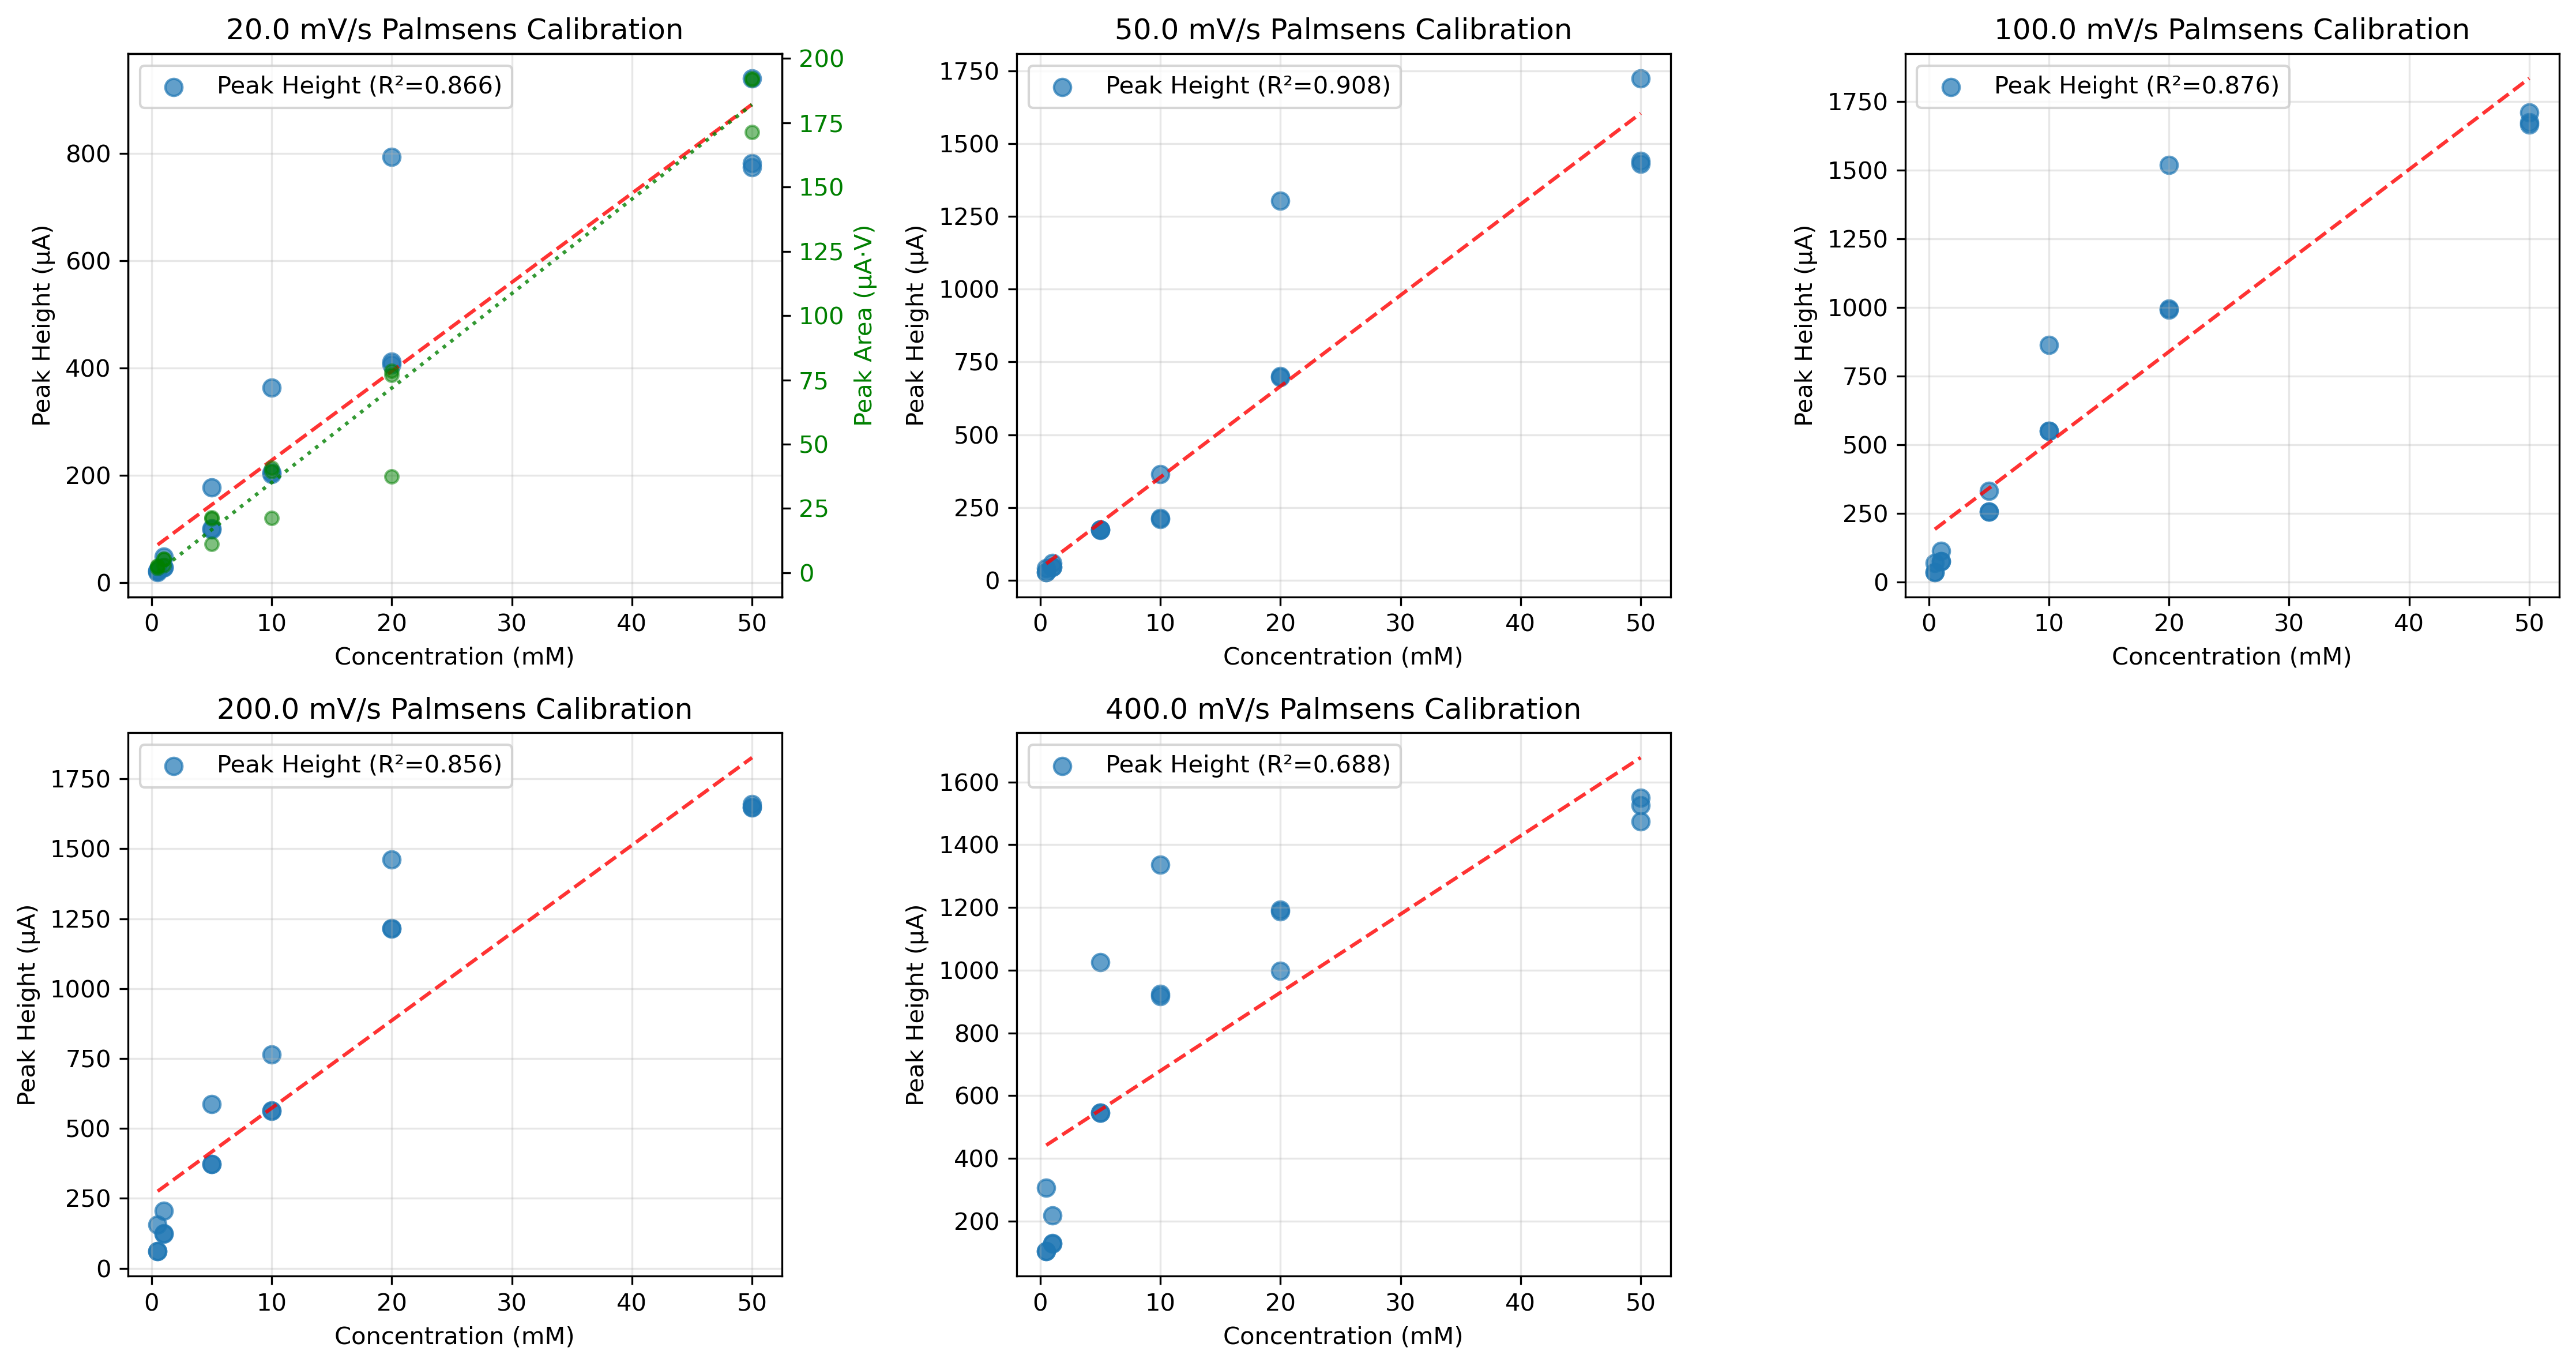 20.0 mV/s Palmsens Calibration
Peak Height (R²=0.866)
Peak Height (µA)
800
600
400
200
0
200
175
150
125
100
75
50
25
0
Peak Area (µA·V)
0 10 20 30 40 50
Concentration (mM)
50.0 mV/s Palmsens Calibration
Peak Height (R²=0.908)
Peak Height (µA)
1750
1500
1250
1000
750
500
250
0
0 10 20 30 40 50
Concentration (mM)
100.0 mV/s Palmsens Calibration
Peak Height (R²=0.876)
Peak Height (µA)
1750
1500
1250
1000
750
500
250
0
0 10 20 30 40 50
Concentration (mM)
200.0 mV/s Palmsens Calibration
Peak Height (R²=0.856)
Peak Height (µA)
1750
1500
1250
1000
750
500
250
0
0 10 20 30 40 50
Concentration (mM)
400.0 mV/s Palmsens Calibration
Peak Height (R²=0.688)
Peak Height (µA)
1600
1400
1200
1000
800
600
400
200
0 10 20 30 40 50
Concentration (mM)